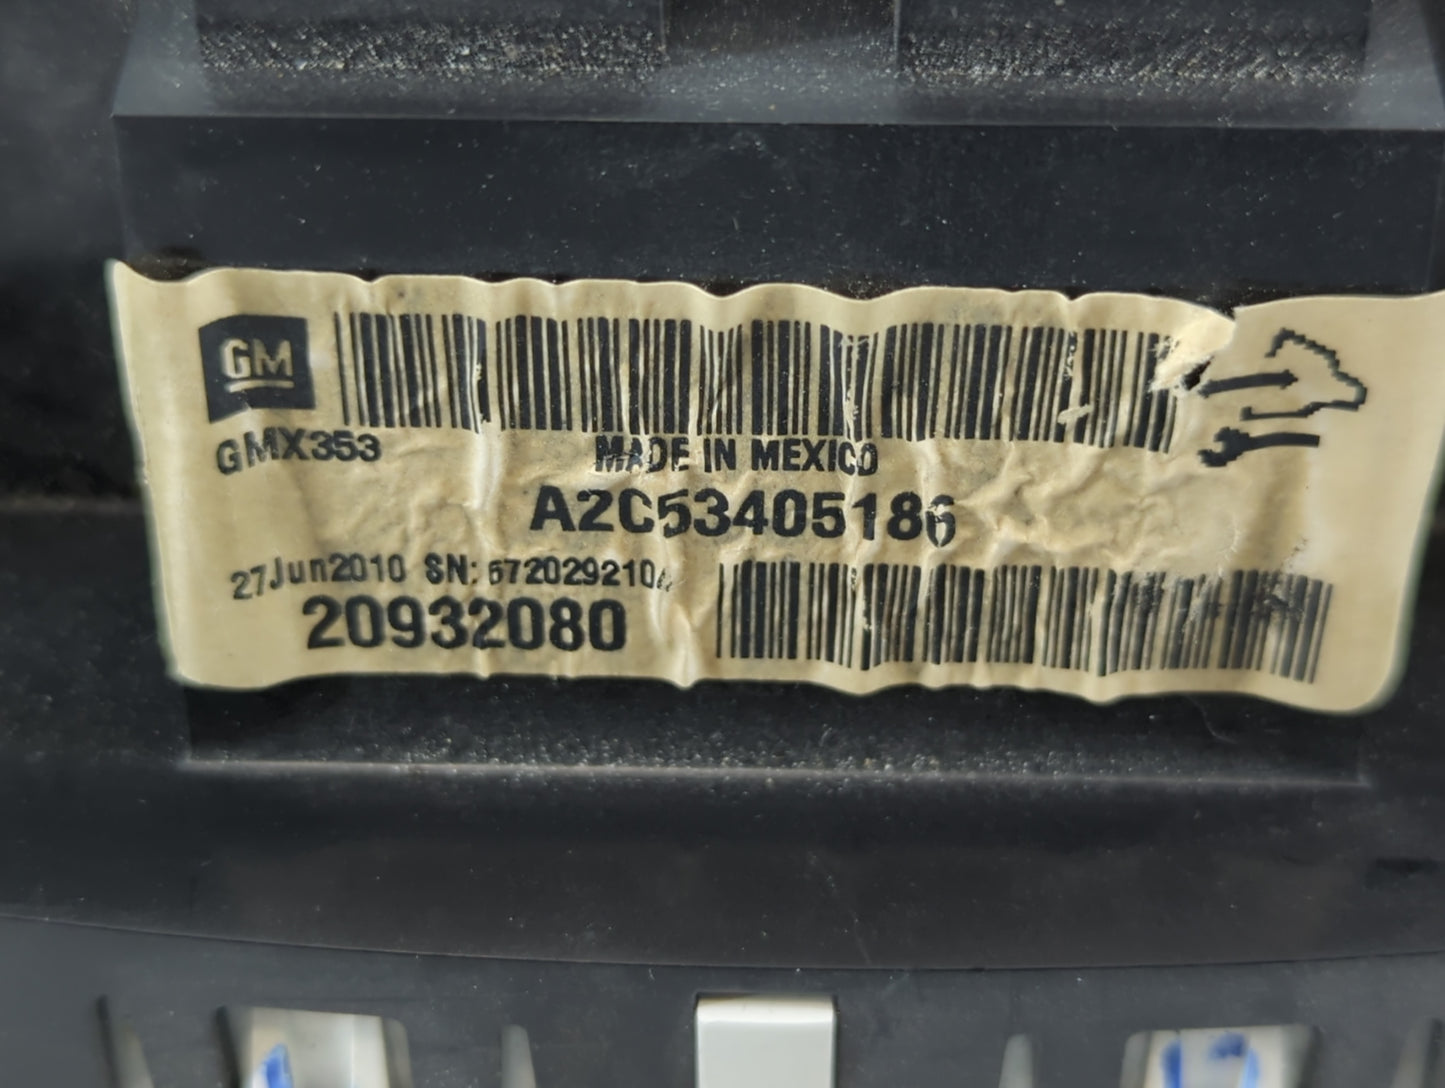 GM
GMX353
MADE IN MEXICO
A2C53405186
27Jun2010 SN:
20932080